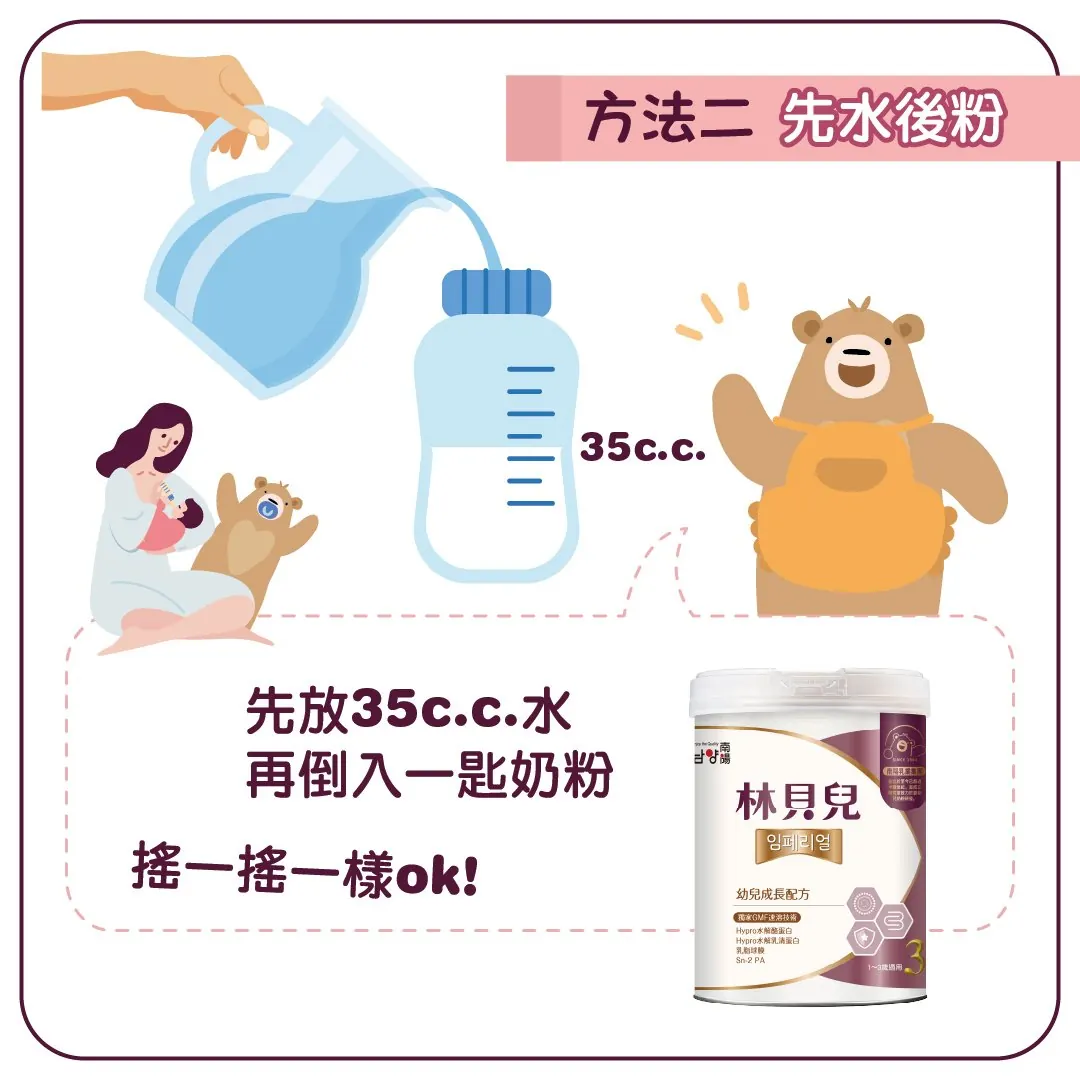 方法二 先水後粉
35c.c.
先放35c.c.水
再倒入一匙奶粉
搖一搖一樣ok!
남양
南陽
SINCE 1964
林貝兒
임페리얼
幼兒成長配方
獨家GMF速溶技術
Hypro水解酪蛋白
Hypro水解乳清蛋白
乳脂球膜
Sn-2 PA
1～3歲適用
3